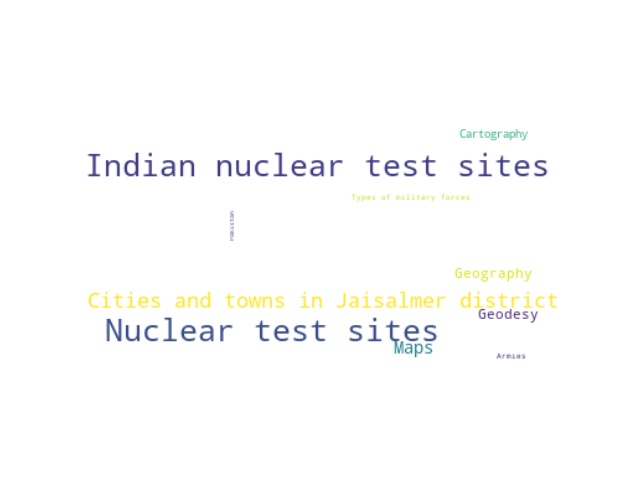 Cartography
Indian nuclear test sites
Types of military forces
Pakistan
Geography
Cities and towns in Jaisalmer district
Geodesy
Nuclear test sites
Maps
Armies